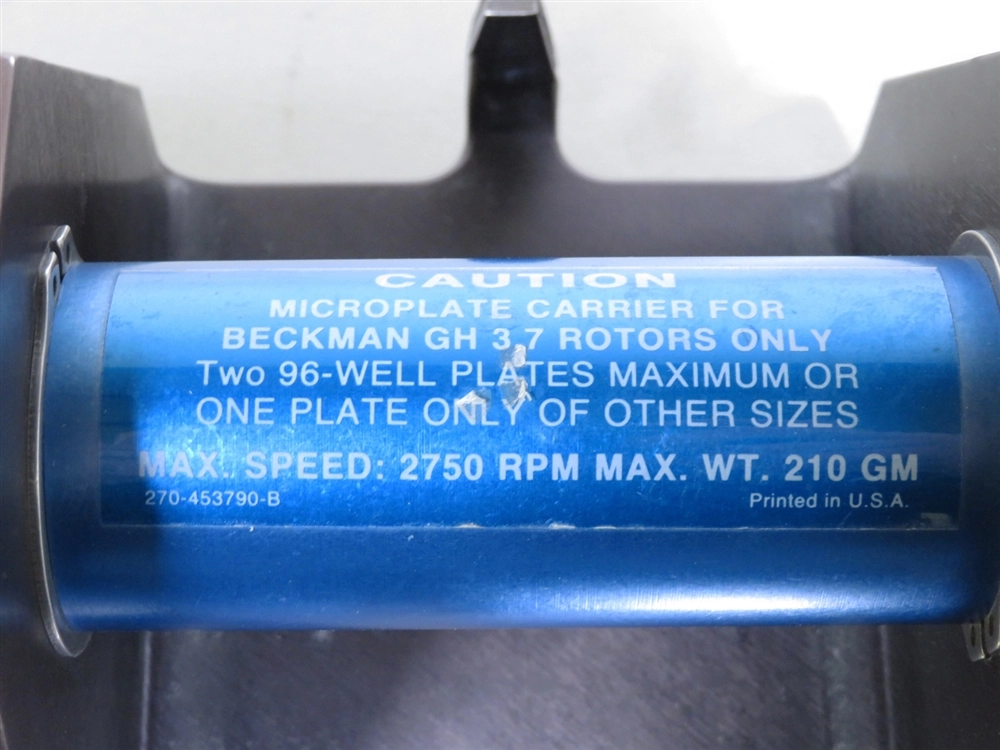 CAUTION
MICROPLATE CARRIER FOR
BECKMAN GH 3.7 ROTORS ONLY
Two 96-WELL PLATES MAXIMUM OR
ONE PLATE ONLY OF OTHER SIZES
MAX. SPEED: 2750 RPM MAX. WT. 210 GM
270-453790-B Printed in U.S.A.